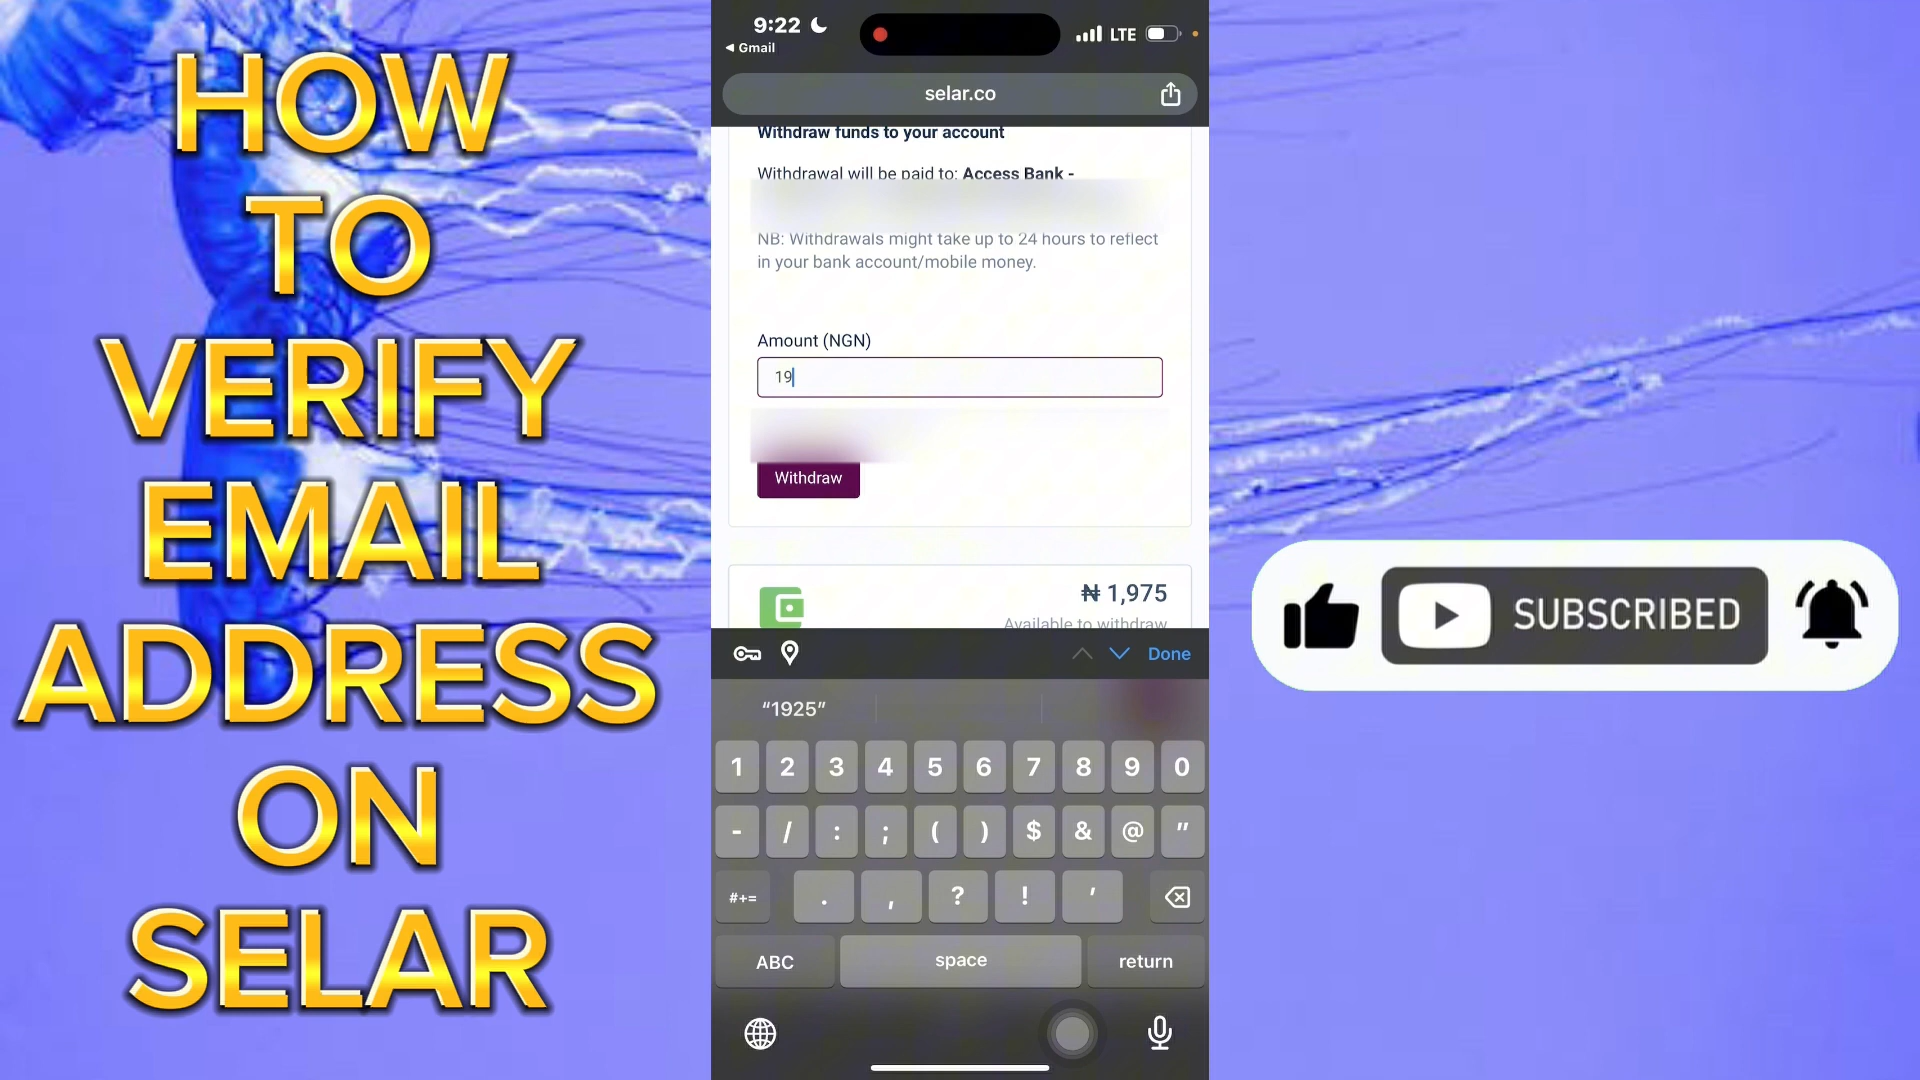 HOW
TO
VERIFY
EMAIL
ADDRESS
ON
SELAR
9:22
LTE
◀ Gmail
selar.co
Withdraw funds to your account
Withdrawal will be paid to: Access Bank -
NB: Withdrawals might take up to 24 hours to reflect
in your bank account/mobile money.
Amount (NGN)
19
Withdraw
₦ 1,975
Available to withdraw
Done
“1925”
1 2 3 4 5 6 7 8 9 0
- / : ; ( ) $ & @ "
#+= . , ? ! '
ABC space return
SUBSCRIBED